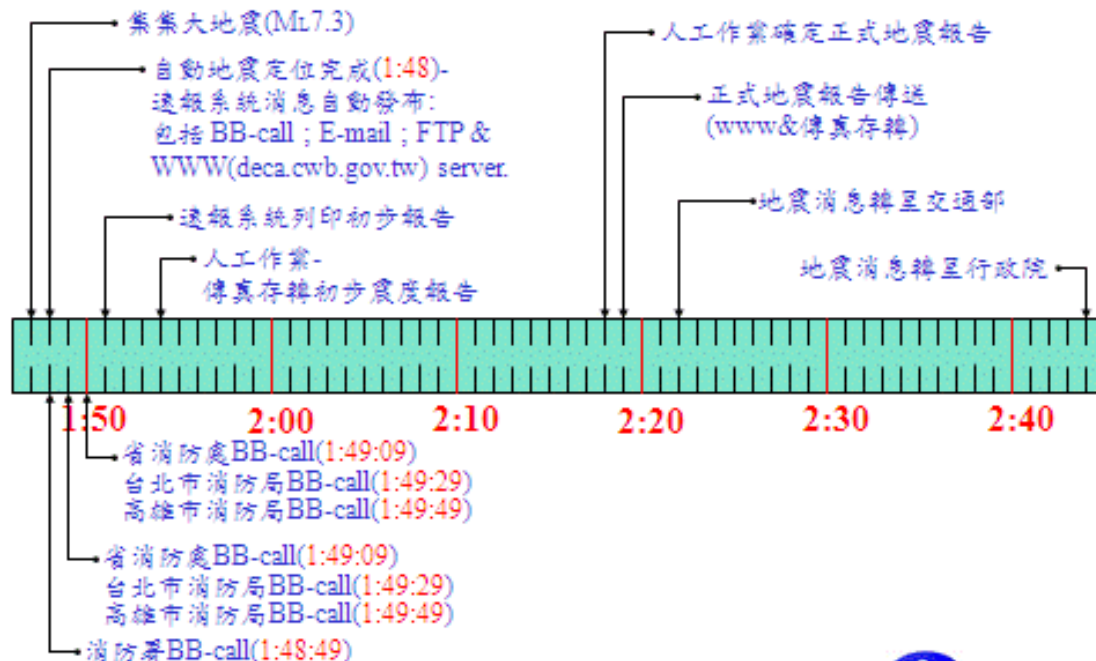 集集大地震(ML7.3)
自動地震定位完成(1:48)-
速報系統消息自動發布:
包括BB-call ; E-mail ; FTP &
WWW(deca.cwb.gov.tw) server.
速報系統列印初步報告
人工作業-
傳真存轉初步震度報告
人工作業確定正式地震報告
正式地震報告傳送
(www&傳真存轉)
地震消息轉至交通部
地震消息轉至行政院
1:50
2:00
2:10
2:20
2:30
2:40
省消防處BB-call(1:49:09)
台北市消防局BB-call(1:49:29)
高雄市消防局BB-call(1:49:49)
省消防處BB-call(1:49:09)
台北市消防局BB-call(1:49:29)
高雄市消防局BB-call(1:49:49)
消防署BB-call(1:48:49)